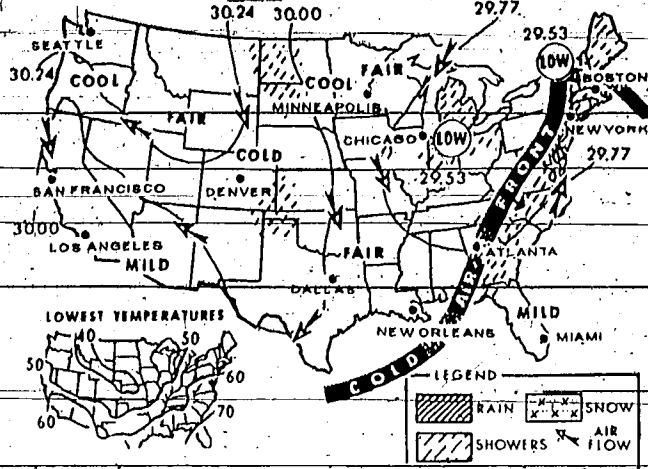 30.24 30.00 29.77
29.53
SEATTLE
LOW
30.24
COOL
COOL
FAIR
BOSTON
MINNEAPOLIS
FAIR
NEW YORK
CHICAGO
LOW
COLD
29.77
29.53
SAN FRANCISCO
DENVER
30.00
LOS ANGELES
MILD
FAIR
ATLANTA
DALLAS
COLD AIR FRONT
LOWEST TEMPERATURES
MILD
NEW ORLEANS
MIAMI
40 50
50
60
60
70
LEGEND
RAIN
SNOW
SHOWERS
AIR
FLOW